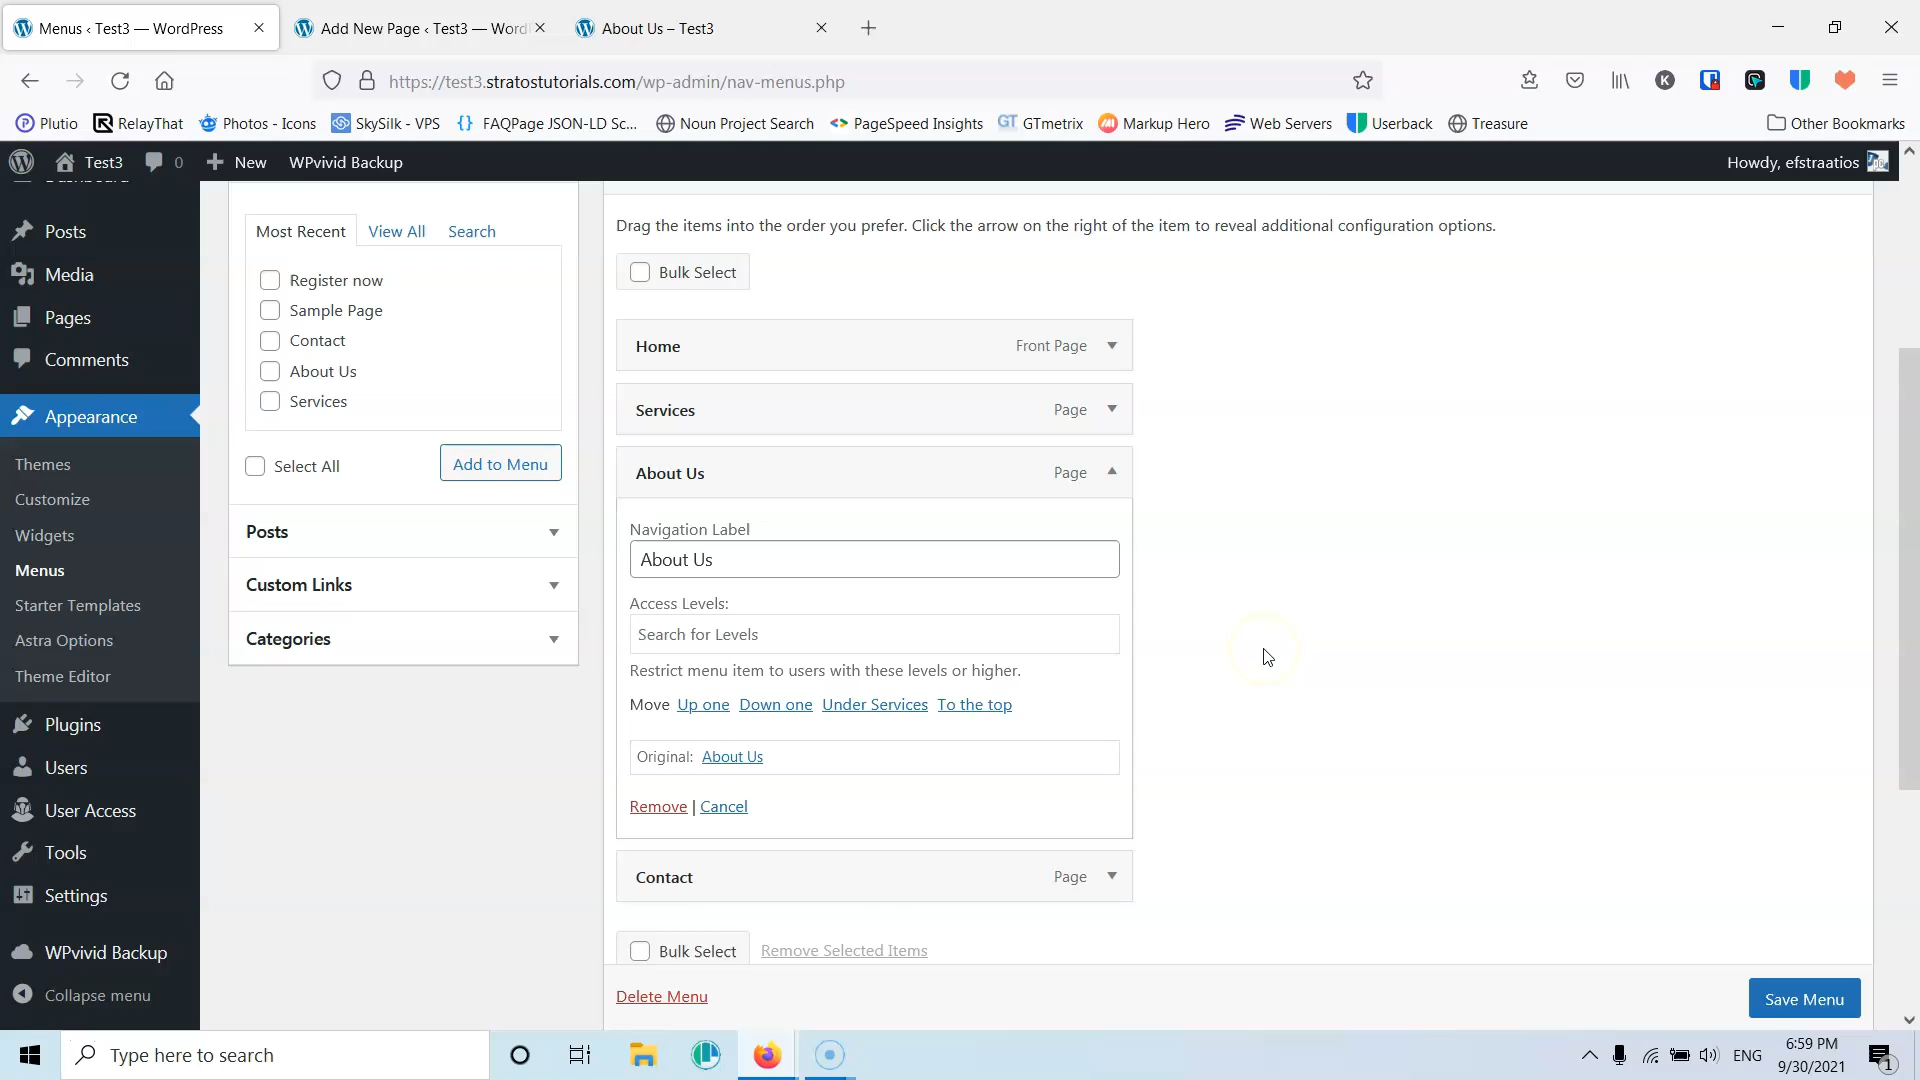 Menus ‹ Test3 — WordPress
Add New Page ‹ Test3 — Word
About Us – Test3
https://test3.stratostutorials.com/wp-admin/nav-menus.php
Plutio
RelayThat
Photos - Icons
SkySilk - VPS
FAQPage JSON-LD Sc...
Noun Project Search
PageSpeed Insights
GTmetrix
Markup Hero
Web Servers
Userback
Treasure
Other Bookmarks
Test3
0
New
WPvivid Backup
Howdy, efstraatios
Dashboard
Posts
Media
Pages
Comments
Appearance
Themes
Customize
Widgets
Menus
Starter Templates
Astra Options
Theme Editor
Plugins
Users
User Access
Tools
Settings
WPvivid Backup
Collapse menu
Most Recent
View All
Search
Register now
Sample Page
Contact
About Us
Services
Select All
Add to Menu
Posts
Custom Links
Categories
Drag the items into the order you prefer. Click the arrow on the right of the item to reveal additional configuration options.
Bulk Select
Home
Front Page
Services
Page
About Us
Page
Navigation Label
About Us
Access Levels:
Search for Levels
Restrict menu item to users with these levels or higher.
Move Up one Down one Under Services To the top
Original: About Us
Remove | Cancel
Contact
Page
Bulk Select
Remove Selected Items
Delete Menu
Save Menu
Type here to search
ENG
6:59 PM
9/30/2021
1